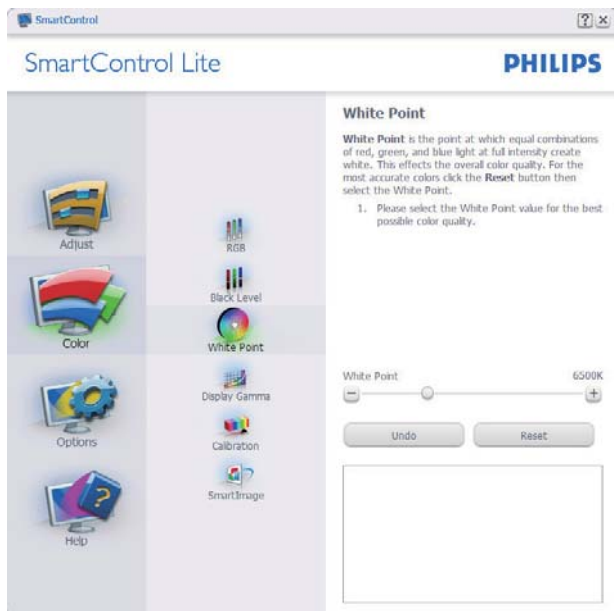 SmartControl
SmartControl Lite
PHILIPS
Adjust
Color
Options
Help
RGB
Black Level
White Point
Display Gamma
Calibration
SmartImage
White Point
White Point is the point at which equal combinations
of red, green, and blue light at full intensity create
white. This effects the overall color quality. For the
most accurate colors click the Reset button then
select the White Point.
1. Please select the White Point value for the best
possible color quality.
White Point 6500K
Undo Reset